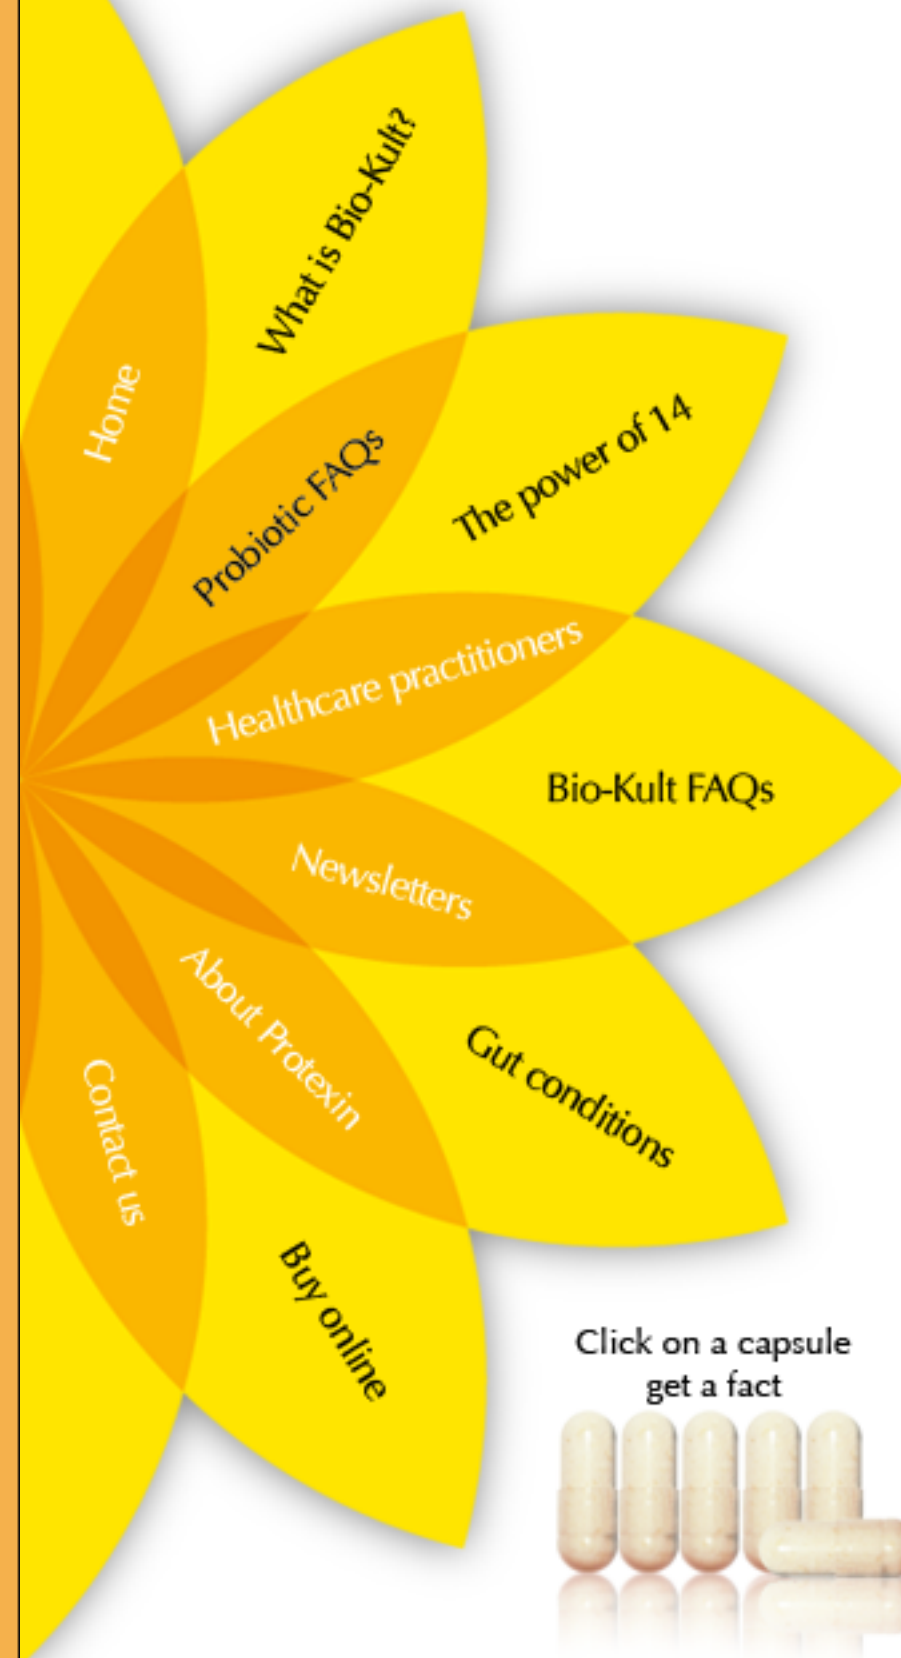 What is Bio-Kult?
Home
The power of 14
Probiotic FAQs
Healthcare practitioners
Bio-Kult FAQs
Newsletters
About Protexin
Gut conditions
Contact us
Buy online
Click on a capsule
get a fact